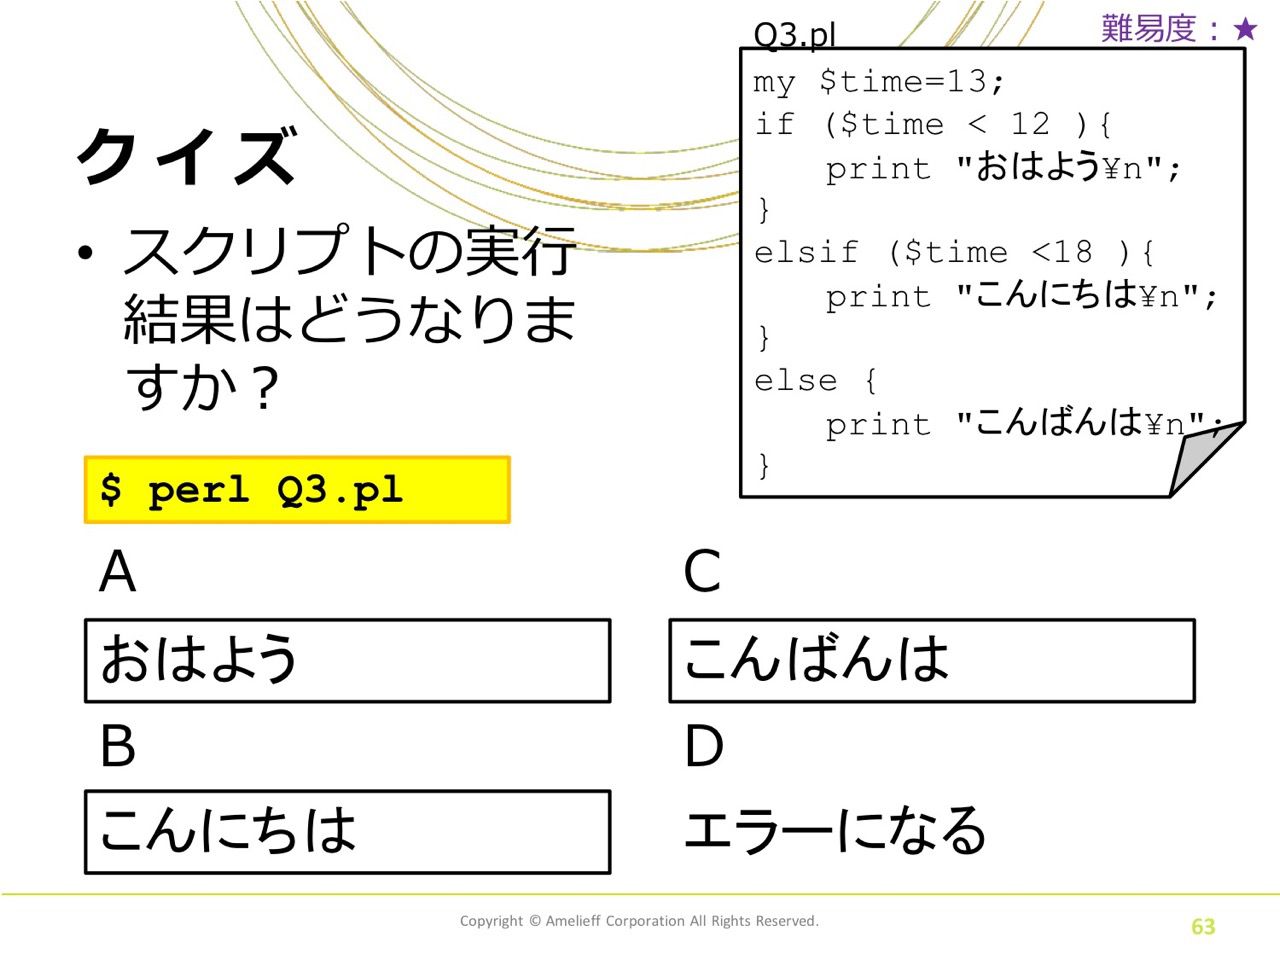 難易度：★
Q3.pl
my $time=13;
if ($time < 12 ){
print "おはよう¥n";
}
elsif ($time <18 ){
print "こんにちは¥n";
}
else {
print "こんばんは¥n";
}
クイズ
• スクリプトの実行
結果はどうなりま
すか？
$ perl Q3.pl
A
おはよう
B
こんにちは
C
こんばんは
D
エラーになる
Copyright © Amelieff Corporation All Rights Reserved.
63